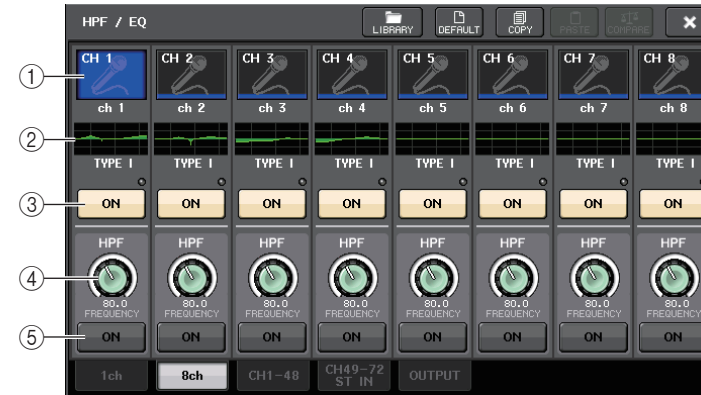 HPF / EQ
LIBRARY DEFAULT COPY PASTE COMPARE ×
① CH 1 CH 2 CH 3 CH 4 CH 5 CH 6 CH 7 CH 8
ch 1 ch 2 ch 3 ch 4 ch 5 ch 6 ch 7 ch 8
②
TYPE I TYPE I TYPE I TYPE I TYPE I TYPE I TYPE I TYPE I
③ ON ON ON ON ON ON ON ON
HPF HPF HPF HPF HPF HPF HPF HPF
④
80.0 80.0 80.0 80.0 80.0 80.0 80.0 80.0
FREQUENCY FREQUENCY FREQUENCY FREQUENCY FREQUENCY FREQUENCY FREQUENCY FREQUENCY
⑤ ON ON ON ON ON ON ON ON
1ch 8ch CH1-48 CH49-72 OUTPUT
ST IN